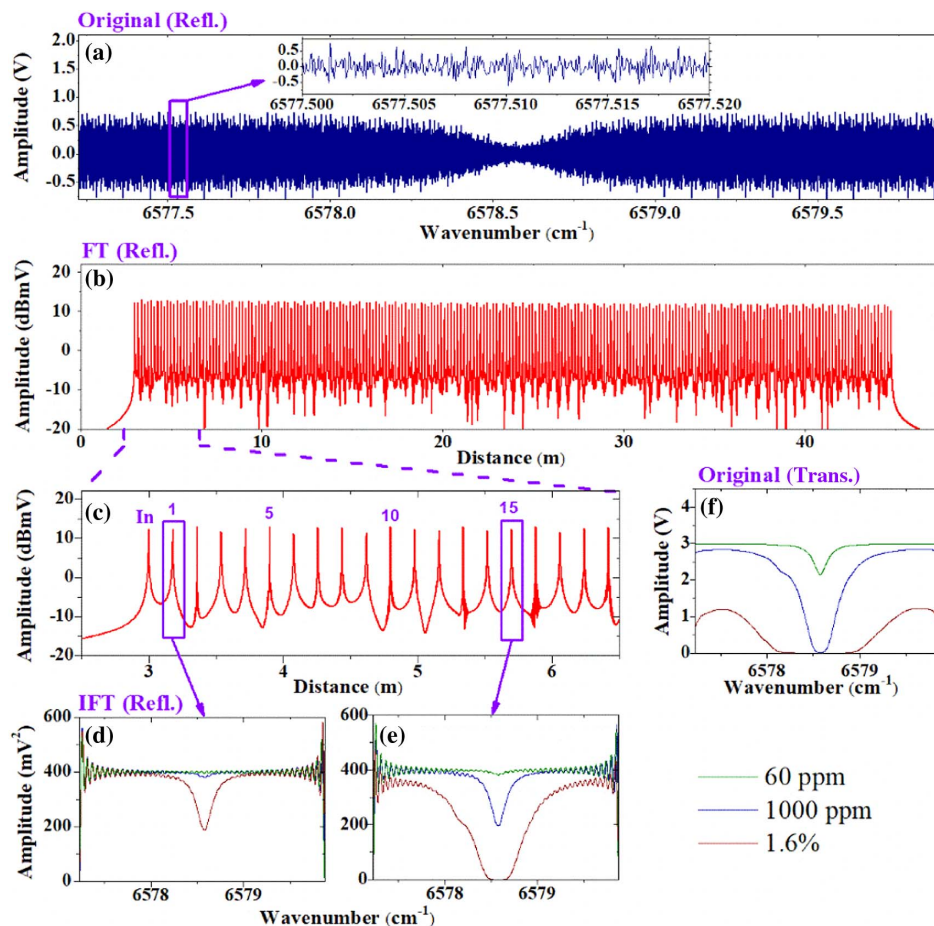 Original (Refl.)
(a)
2.0
1.5
1.0
0.5
0.0
-0.5
Amplitude (V)
0.5
0.0
-0.5
6577.500 6577.505 6577.510 6577.515 6577.520
6577.5 6578.0 6578.5 6579.0 6579.5
Wavenumber (cm-1)
FT (Refl.)
(b)
20
10
0
-10
-20
Amplitude (dBmV)
0 10 20 30 40
Distance (m)
(c)
20
10
0
-10
-20
Amplitude (dBmV)
In 1 5 10 15
3 4 5 6
Distance (m)
Original (Trans.)
(f)
4
3
2
1
0
Amplitude (V)
6578 6579
Wavenumber (cm-1)
IFT (Refl.)
(d)
600
400
200
0
Amplitude (mV2)
6578 6579
(e)
600
400
200
0
6578 6579
Wavenumber (cm-1)
60 ppm
1000 ppm
1.6%